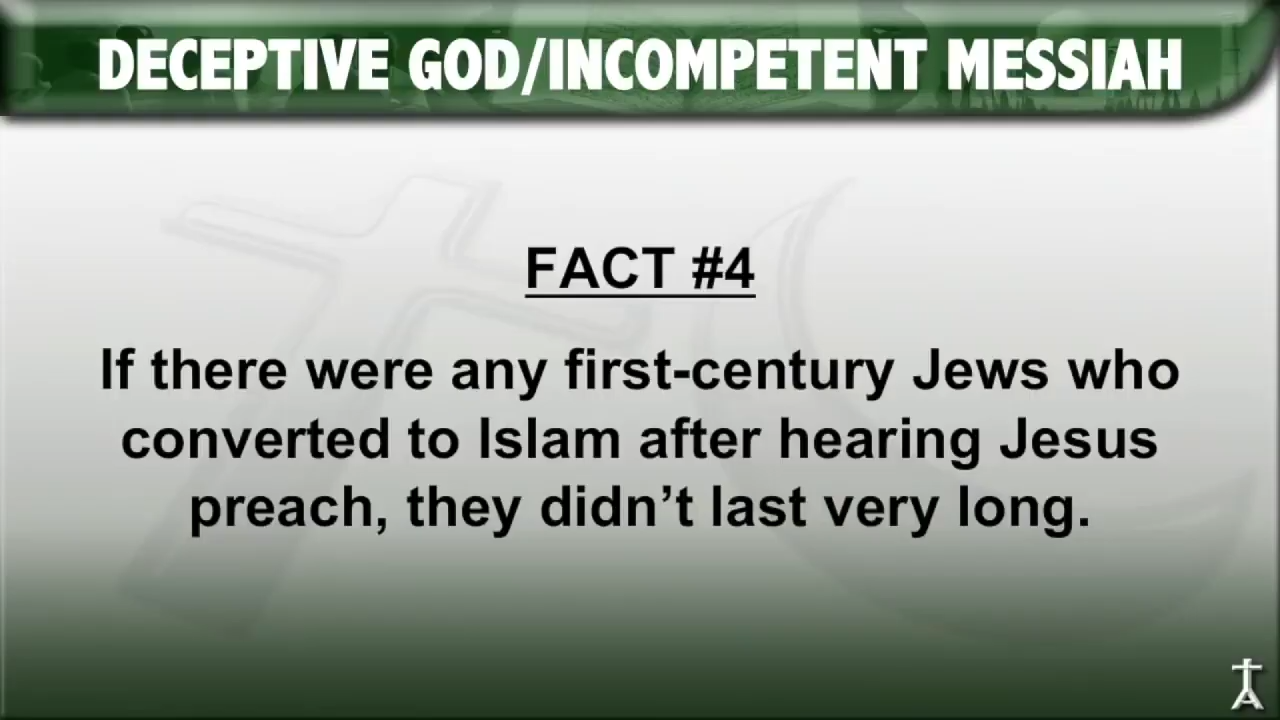 DECEPTIVE GOD/INCOMPETENT MESSIAH
FACT #4
If there were any first-century Jews who
converted to Islam after hearing Jesus
preach, they didn’t last very long.